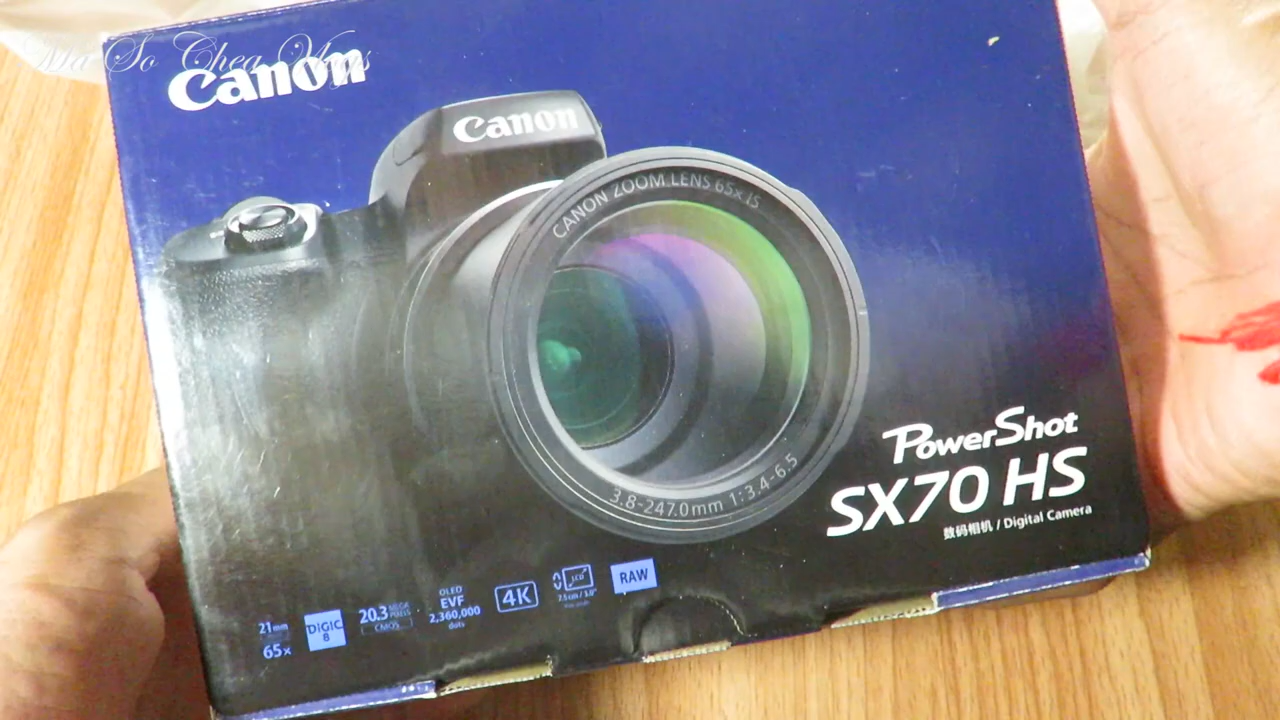 Ma So Chea Vlogs
Canon
Canon
CANON ZOOM LENS 65x IS
3.8-247.0mm 1:3.4-6.5
PowerShot
SX70 HS
数码相机 / Digital Camera
21mm
65x
DIGIC
8
20.3 MEGA
PIXELS
CMOS
OLED
EVF
2,360,000
dots
4K
LCD
7.5cm / 3.0"
RAW